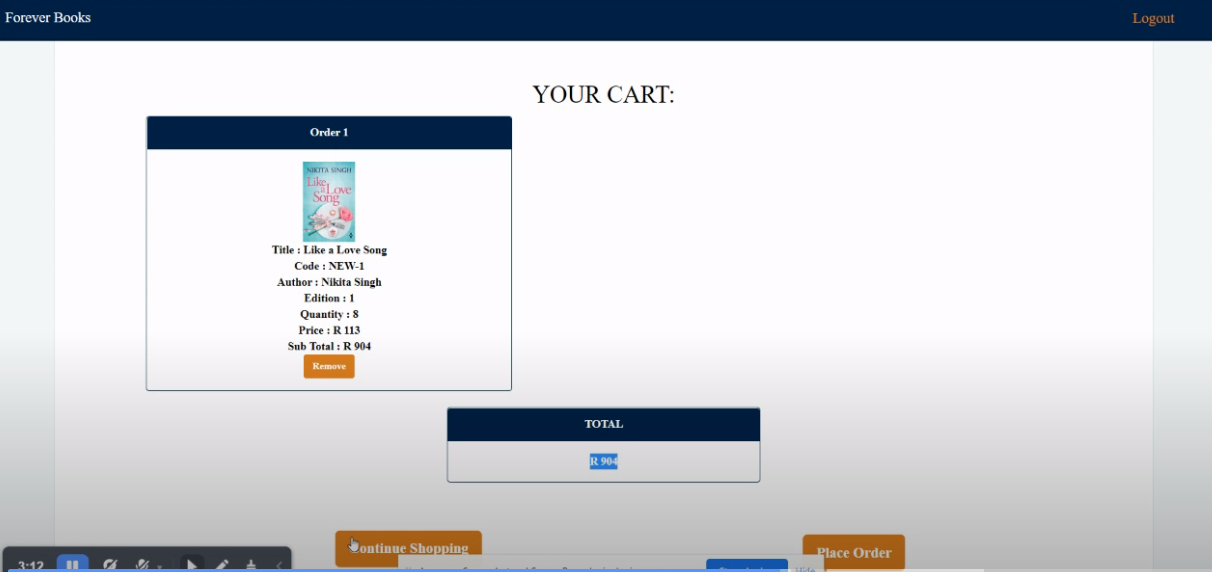 Forever Books
Logout
YOUR CART:
Order 1
NIKITA SINGH
Like
a Love
Song
Title : Like a Love Song
Code : NEW-1
Author : Nikita Singh
Edition : 1
Quantity : 8
Price : R 113
Sub Total : R 904
Remove
TOTAL
R 904
Continue Shopping
Place Order
3:12
Hide